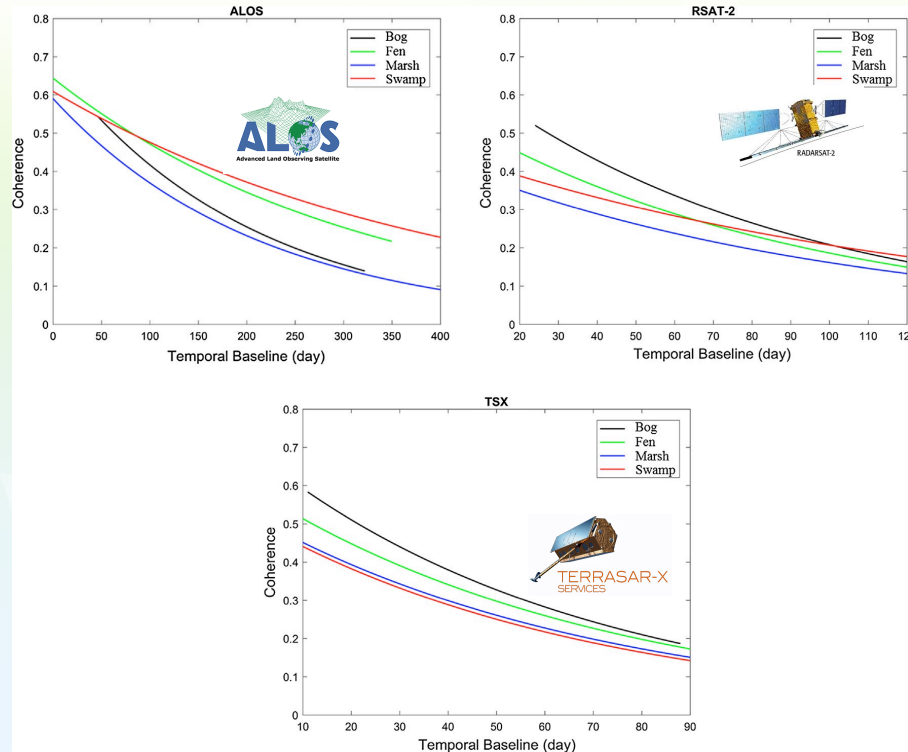 ALOS
0.8
0.7
0.6
0.5
0.4
0.3
0.2
0.1
0
Coherence
Bog
Fen
Marsh
Swamp
ALOS
Advanced Land Observing Satellite
0 50 100 150 200 250 300 350 400
Temporal Baseline (day)
RSAT-2
0.8
0.7
0.6
0.5
0.4
0.3
0.2
0.1
0
Coherence
Bog
Fen
Marsh
Swamp
RADARSAT-2
20 30 40 50 60 70 80 90 100 110 120
Temporal Baseline (day)
TSX
0.8
0.7
0.6
0.5
0.4
0.3
0.2
0.1
0
Coherence
Bog
Fen
Marsh
Swamp
TERRASAR-X
SERVICES
10 20 30 40 50 60 70 80 90
Temporal Baseline (day)